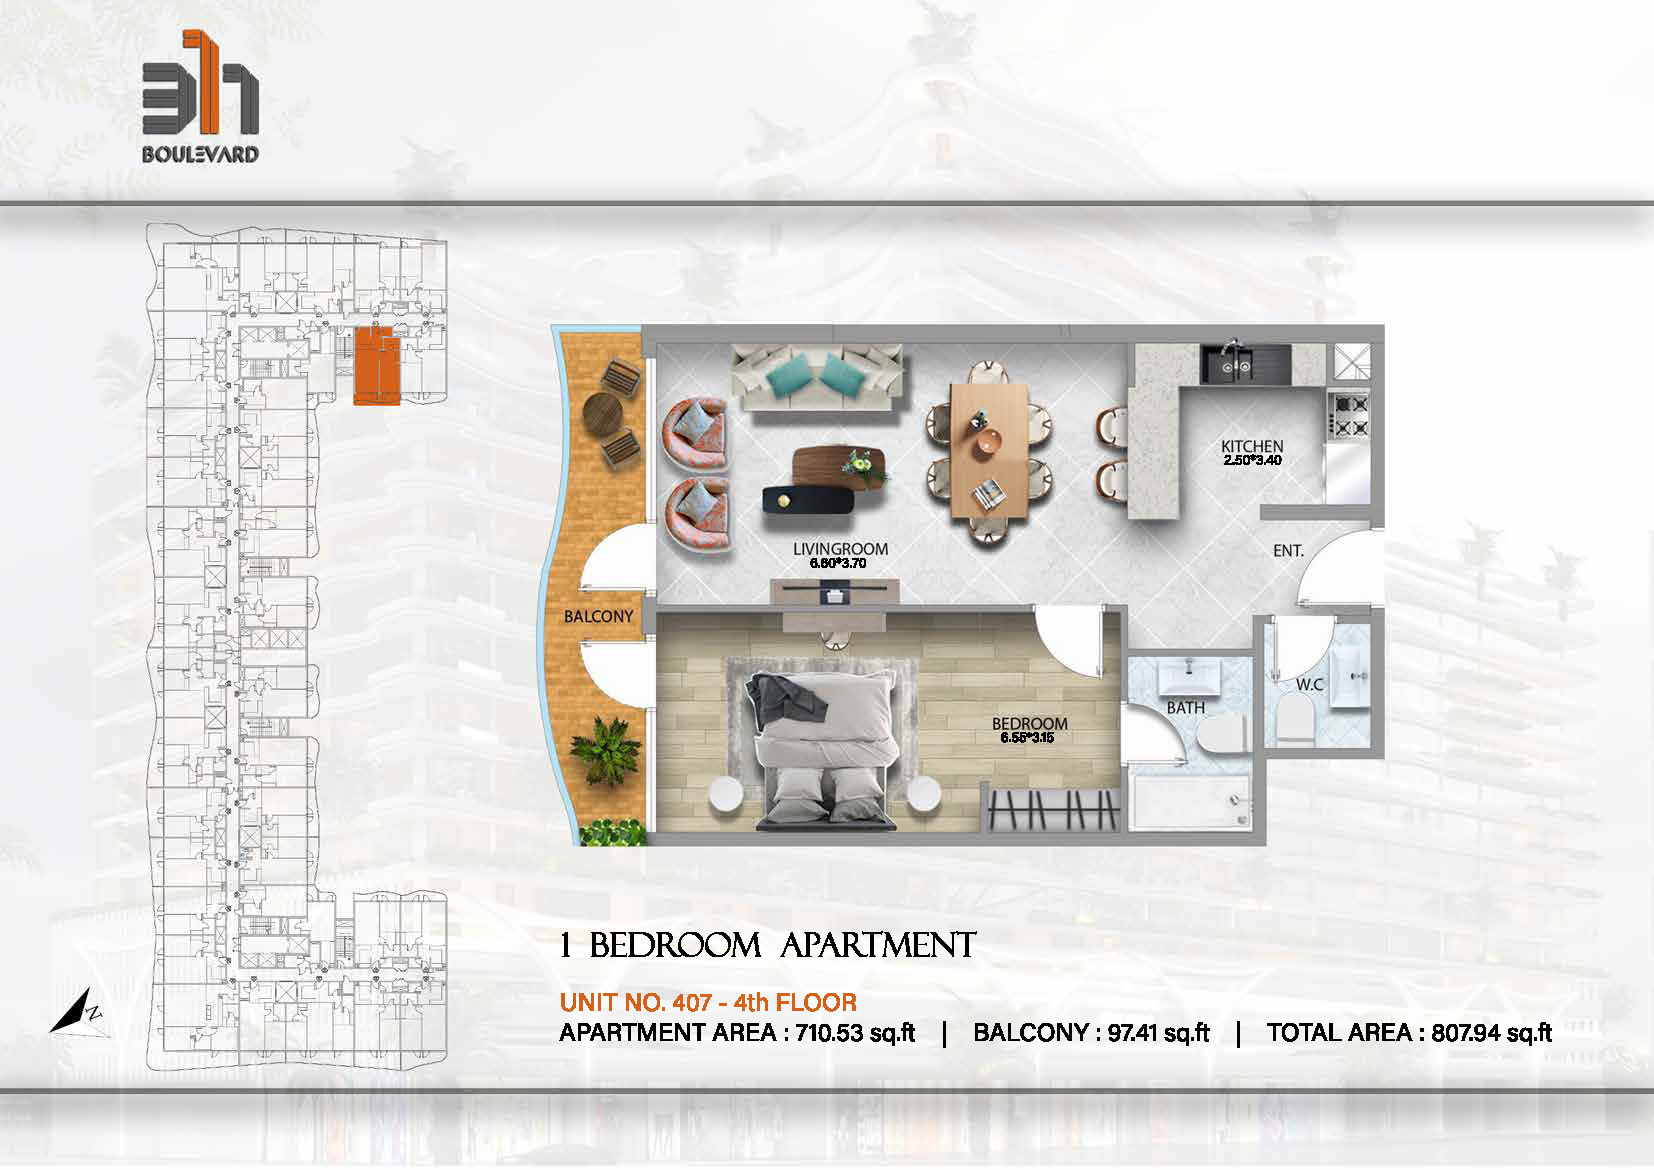 311
BOULEVARD
KITCHEN
2.50*3.40
LIVINGROOM
6.60*3.70
ENT.
BALCONY
W.C
BATH
BEDROOM
6.55*3.15
N
1 BEDROOM APARTMENT
UNIT NO. 407 - 4th FLOOR
APARTMENT AREA : 710.53 sq.ft | BALCONY : 97.41 sq.ft | TOTAL AREA : 807.94 sq.ft